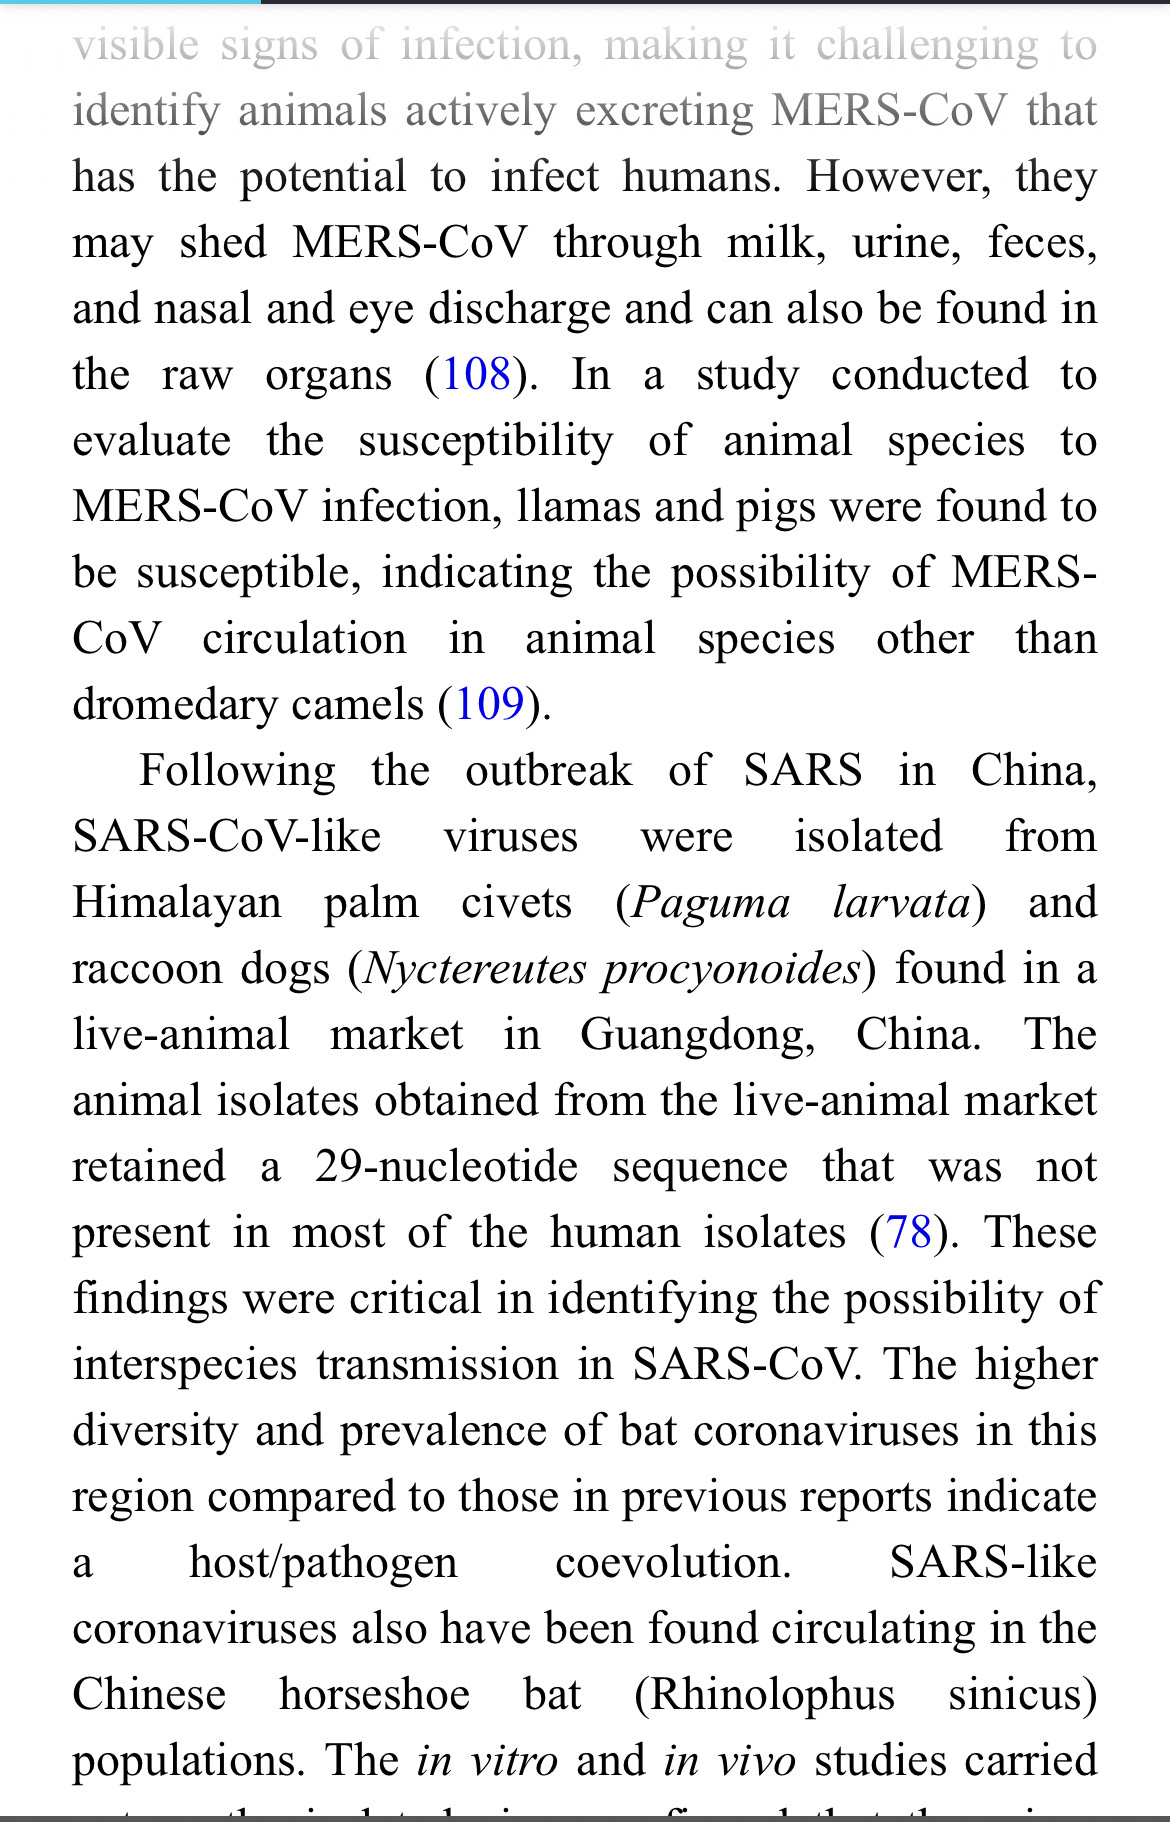 visible signs of infection, making it challenging to
identify animals actively excreting MERS-CoV that
has the potential to infect humans. However, they
may shed MERS-CoV through milk, urine, feces,
and nasal and eye discharge and can also be found in
the raw organs (108). In a study conducted to
evaluate the susceptibility of animal species to
MERS-CoV infection, llamas and pigs were found to
be susceptible, indicating the possibility of MERS-
CoV circulation in animal species other than
dromedary camels (109).
Following the outbreak of SARS in China,
SARS-CoV-like viruses were isolated from
Himalayan palm civets (Paguma larvata) and
raccoon dogs (Nyctereutes procyonoides) found in a
live-animal market in Guangdong, China. The
animal isolates obtained from the live-animal market
retained a 29-nucleotide sequence that was not
present in most of the human isolates (78). These
findings were critical in identifying the possibility of
interspecies transmission in SARS-CoV. The higher
diversity and prevalence of bat coronaviruses in this
region compared to those in previous reports indicate
a host/pathogen coevolution. SARS-like
coronaviruses also have been found circulating in the
Chinese horseshoe bat (Rhinolophus sinicus)
populations. The in vitro and in vivo studies carried